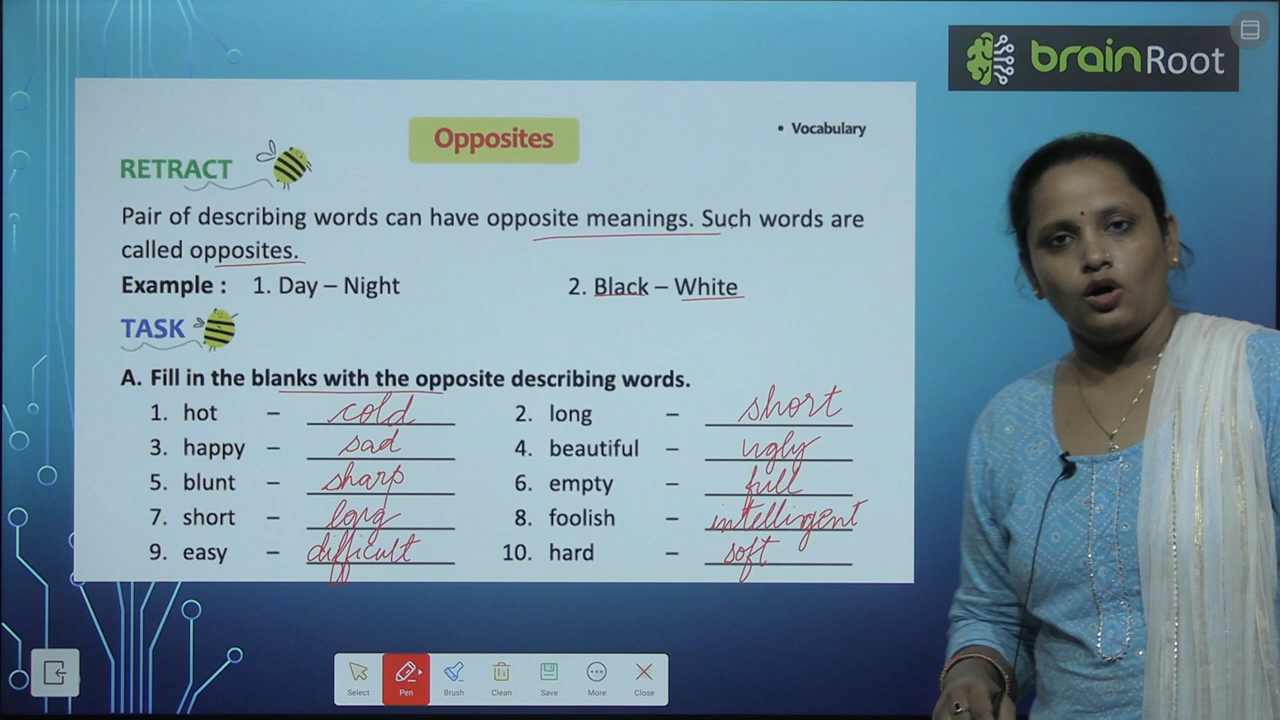 brainRoot
Opposites
• Vocabulary
RETRACT
Pair of describing words can have opposite meanings. Such words are
called opposites.
Example : 1. Day – Night 2. Black – White
TASK
A. Fill in the blanks with the opposite describing words.
1. hot – cold 2. long – short
3. happy – sad 4. beautiful – ugly
5. blunt – sharp 6. empty – full
7. short – long 8. foolish – intelligent
9. easy – difficult 10. hard – soft
Select Pen Brush Clean Save More Close